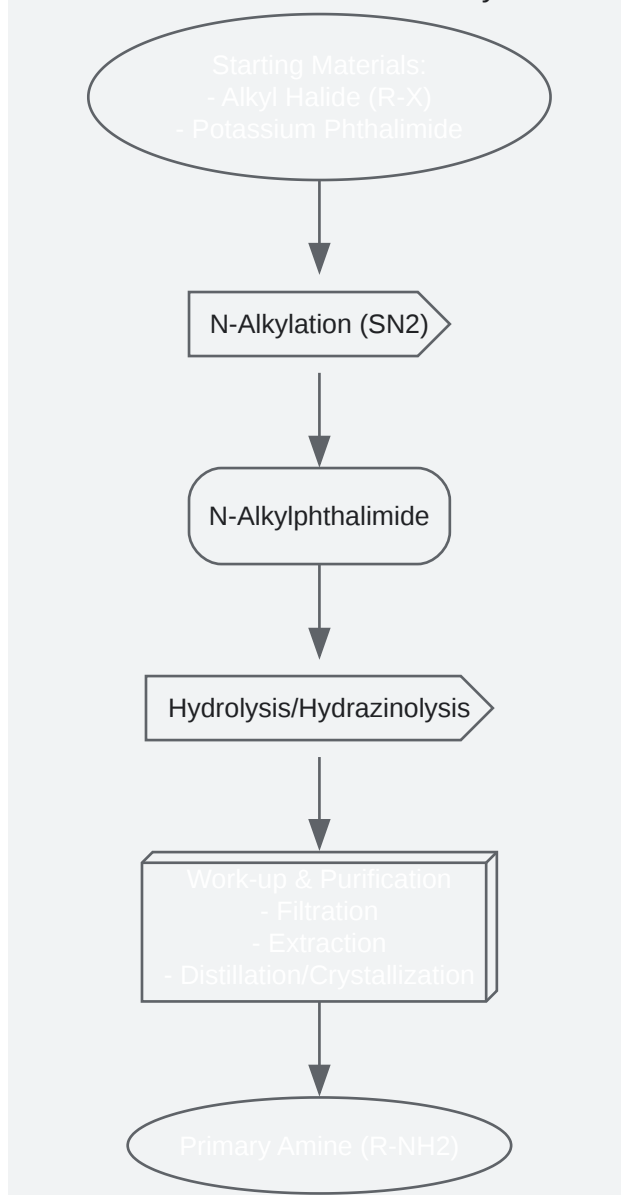 Starting Materials:
- Alkyl Halide (R-X)
- Potassium Phthalimide
N-Alkylation (SN2)
N-Alkylphthalimide
Hydrolysis/Hydrazinolysis
Work-up & Purification
- Filtration
- Extraction
- Distillation/Crystallization
Primary Amine (R-NH2)